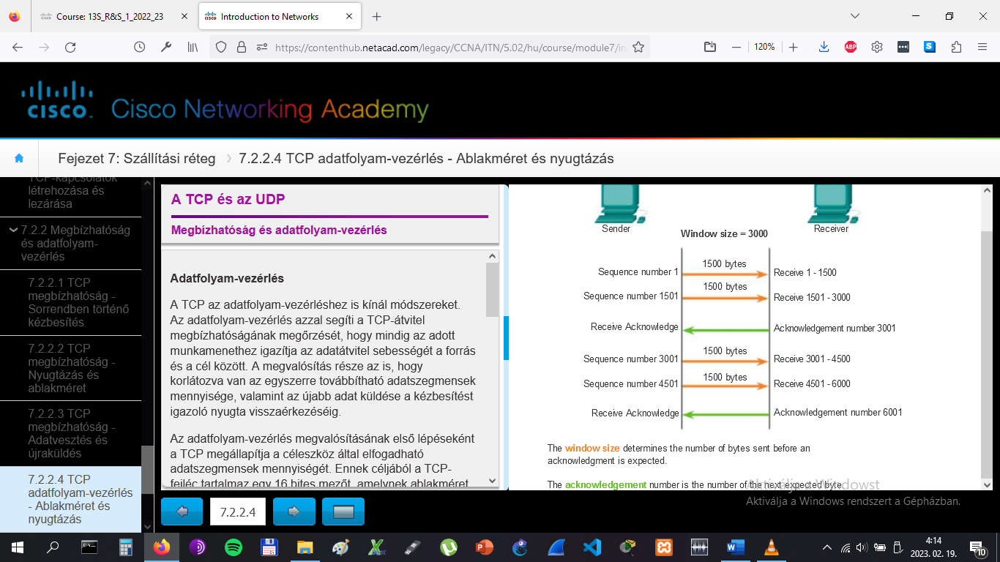 Course: 13S_R&S_1_2022_23
Introduction to Networks
https://contenthub.netacad.com/legacy/CCNA/ITN/5.02/hu/course/module7/in
120%
ABP
CISCO
Cisco Networking Academy
Fejezet 7: Szállítási réteg
7.2.2.4 TCP adatfolyam-vezérlés - Ablakméret és nyugtázás
TCP-kapcsolatok
létrehozása és
lezárása
7.2.2 Megbízhatóság
és adatfolyam-
vezérlés
7.2.2.1 TCP
megbízhatóság -
Sorrendben történő
kézbesítés
7.2.2.2 TCP
megbízhatóság -
Nyugtázás és
ablakméret
7.2.2.3 TCP
megbízhatóság -
Adatvesztés és
újraküldés
7.2.2.4 TCP
adatfolyam-vezérlés
- Ablakméret és
nyugtázás
A TCP és az UDP
Megbízhatóság és adatfolyam-vezérlés
Adatfolyam-vezérlés
A TCP az adatfolyam-vezérléshez is kínál módszereket.
Az adatfolyam-vezérlés azzal segíti a TCP-átvitel
megbízhatóságának megőrzését, hogy mindig az adott
munkamenethez igazítja az adatátvitel sebességét a forrás
és a cél között. A megvalósítás része az is, hogy
korlátozva van az egyszerre továbbítható adatszegmensek
mennyisége, valamint az újabb adat küldése a kézbesítést
igazoló nyugta visszaérkezéséig.
Az adatfolyam-vezérlés megvalósításának első lépéseként
a TCP megállapítja a céleszköz által elfogadható
adatszegmensek mennyiségét. Ennek céljából a TCP-
fejléc tartalmaz egy 16 bites mezőt, amelynek ablakméret
7.2.2.4
Sender
Receiver
Window size = 3000
Sequence number 1
1500 bytes
Receive 1 - 1500
Sequence number 1501
1500 bytes
Receive 1501 - 3000
Receive Acknowledge
Acknowledgement number 3001
Sequence number 3001
1500 bytes
Receive 3001 - 4500
Sequence number 4501
1500 bytes
Receive 4501 - 6000
Receive Acknowledge
Acknowledgement number 6001
The window size determines the number of bytes sent before an
acknowledgment is expected.
The acknowledgement number is the number of the next expected byte.
Aktiválja a Windowst
Aktiválja a Windows rendszert a Gépházban.
4:14
2023. 02. 19.
10